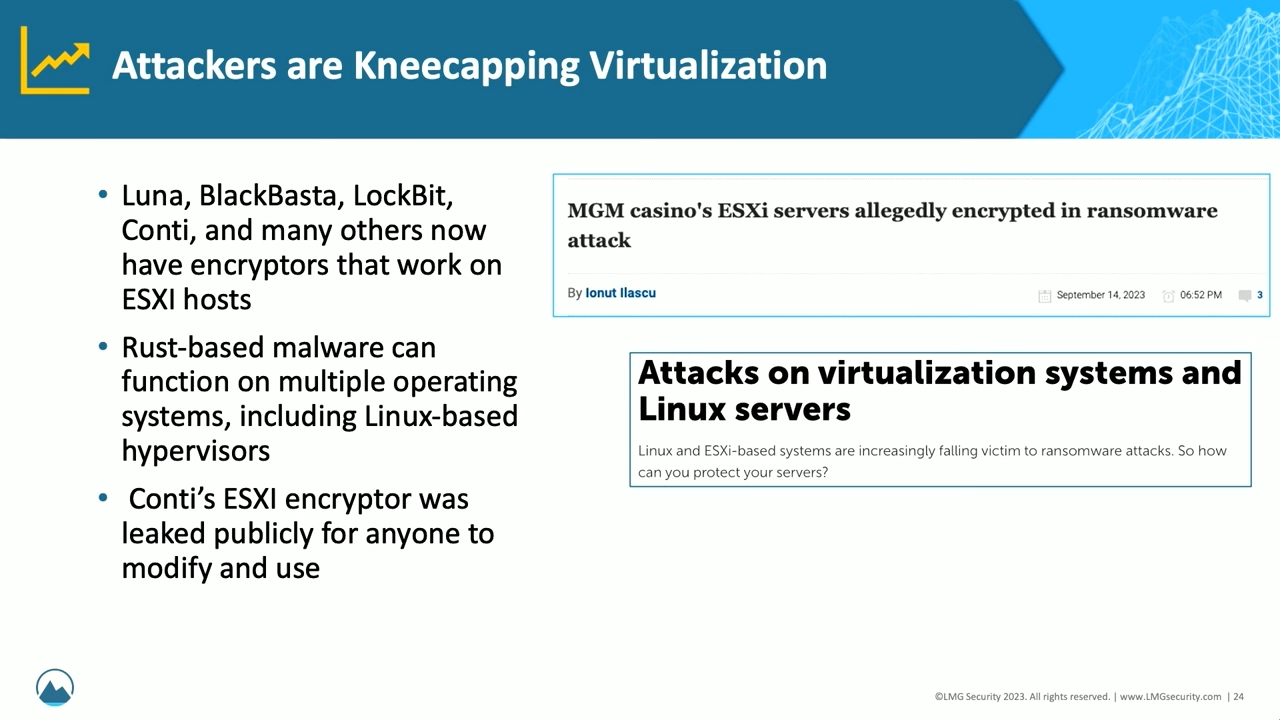 Attackers are Kneecapping Virtualization
• Luna, BlackBasta, LockBit,
Conti, and many others now
have encryptors that work on
ESXI hosts
• Rust-based malware can
function on multiple operating
systems, including Linux-based
hypervisors
• Conti’s ESXI encryptor was
leaked publicly for anyone to
modify and use
MGM casino's ESXi servers allegedly encrypted in ransomware
attack
By Ionut Ilascu
September 14, 2023 06:52 PM 3
Attacks on virtualization systems and
Linux servers
Linux and ESXi-based systems are increasingly falling victim to ransomware attacks. So how
can you protect your servers?
©LMG Security 2023. All rights reserved. | www.LMGsecurity.com | 24